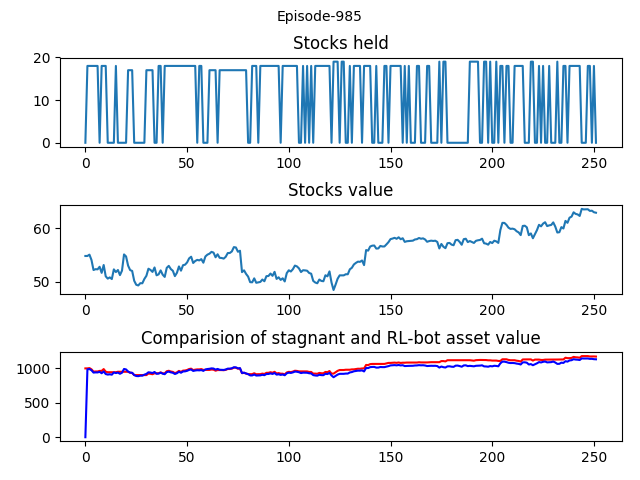 Episode-985
Stocks held
20
10
0
0 50 100 150 200 250
Stocks value
60
50
0 50 100 150 200 250
Comparision of stagnant and RL-bot asset value
1000
500
0
0 50 100 150 200 250